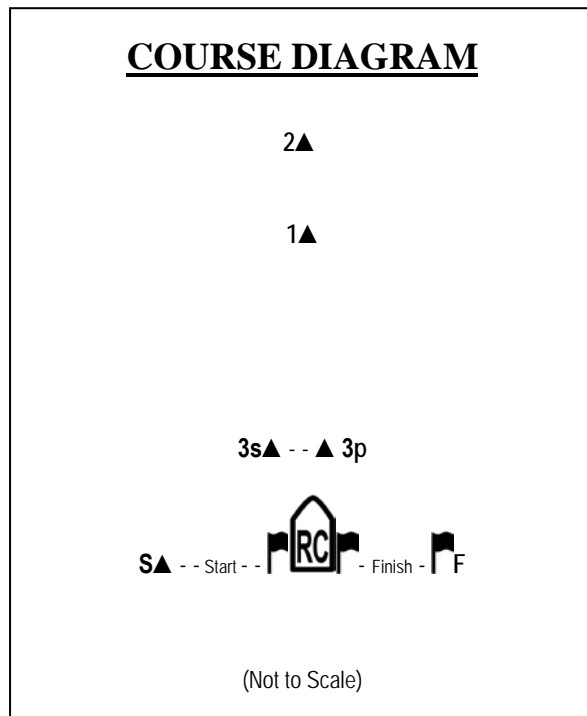 COURSE DIAGRAM
2▲
1▲
3s▲ - - ▲ 3p
S▲ - - Start - - RC - Finish - F
(Not to Scale)